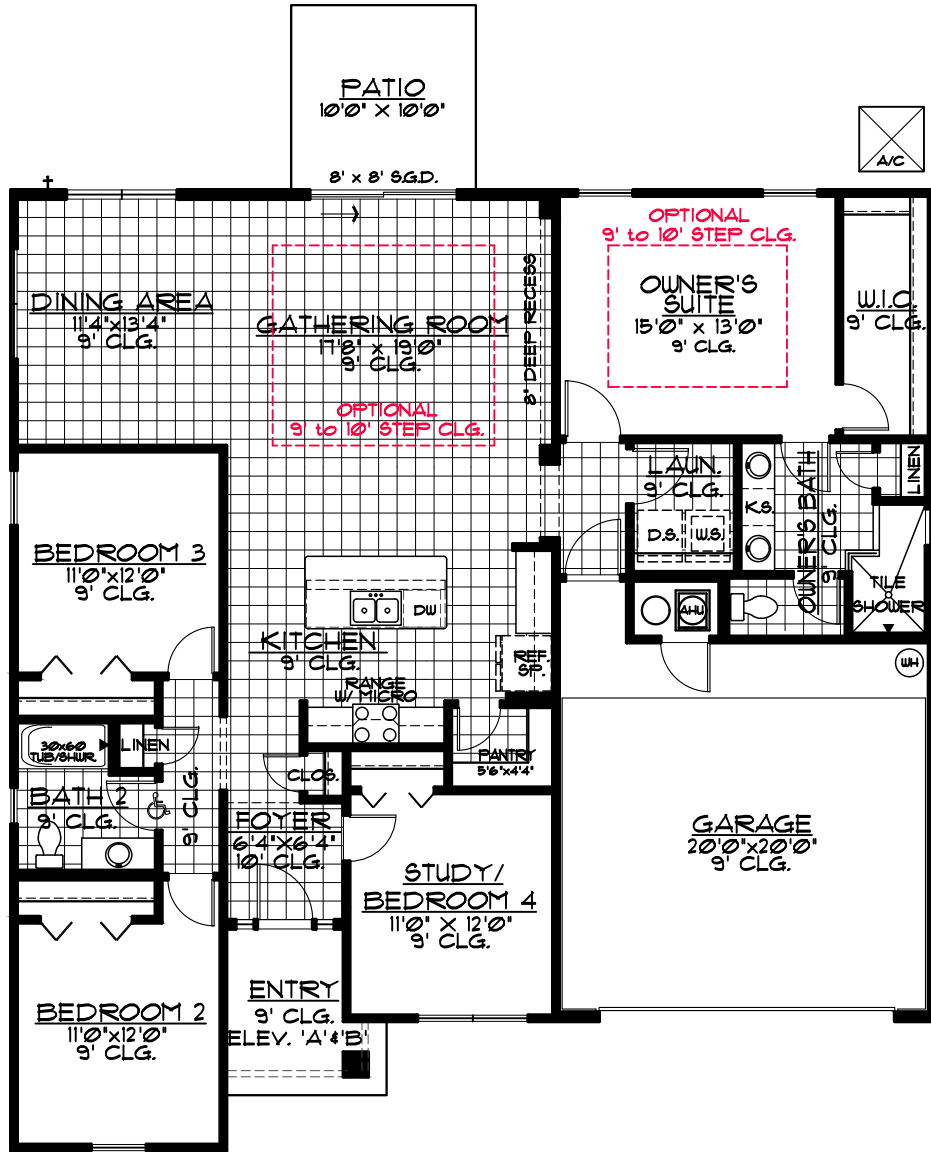 PATIO
10'0" X 10'0"
8' x 8' S.G.D.
A/C
OPTIONAL
9' to 10' STEP CLG.
OWNER'S
SUITE
15'0" x 13'0"
9' CLG.
W.I.C.
9' CLG.
DINING AREA
11'4"x13'4"
9' CLG.
GATHERING ROOM
9' CLG.
8" DEEP RECESS
OPTIONAL
9' to 10' STEP CLG.
LAUN.
9' CLG.
D.S.
W.S.
K.S.
OWNER'S BATH
9' CLG.
LINEN
TILE
SHOWER
BEDROOM 3
11'0"x12'0"
9' CLG.
DW
KITCHEN
9' CLG.
REF.
SP.
AHU
WH
RANGE
W/ MICRO
PANTRY
5'6"x4'4"
30x60
TUB/SHWR.
LINEN
CLOS.
BATH 2
9' CLG.
9' CLG.
FOYER
6'4"x6'4"
10' CLG.
GARAGE
20'0"x20'0"
9' CLG.
STUDY/
BEDROOM 4
11'0" X 12'0"
9' CLG.
ENTRY
9' CLG.
ELEV. 'A'&'B'
BEDROOM 2
11'0"x12'0"
9' CLG.